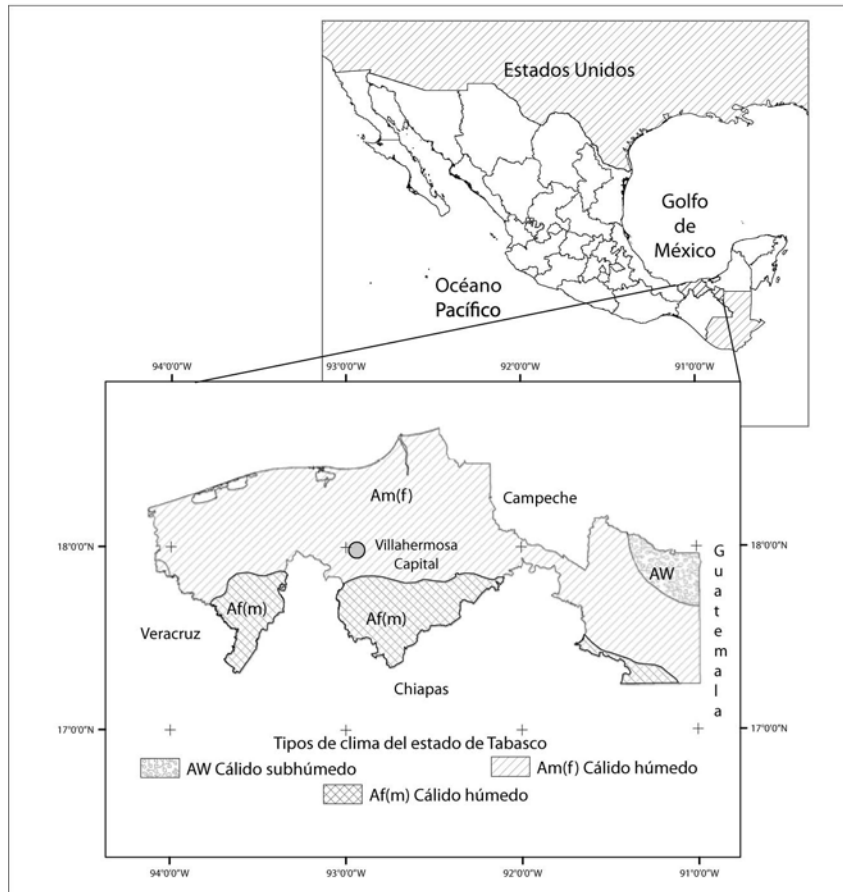 Estados Unidos
Golfo
de
México
Océano
Pacífico
94°0'0"W
93°0'0"W
92°0'0"W
91°0'0"W
Am(f)
Campeche
18°0'0"N
Villahermosa
Capital
18°0'0"N
AW
Guatemala
Af(m)
Af(m)
Veracruz
Chiapas
17°0'0"N
17°0'0"N
Tipos de clima del estado de Tabasco
AW Cálido subhúmedo
Am(f) Cálido húmedo
Af(m) Cálido húmedo
94°0'0"W
93°0'0"W
92°0'0"W
91°0'0"W